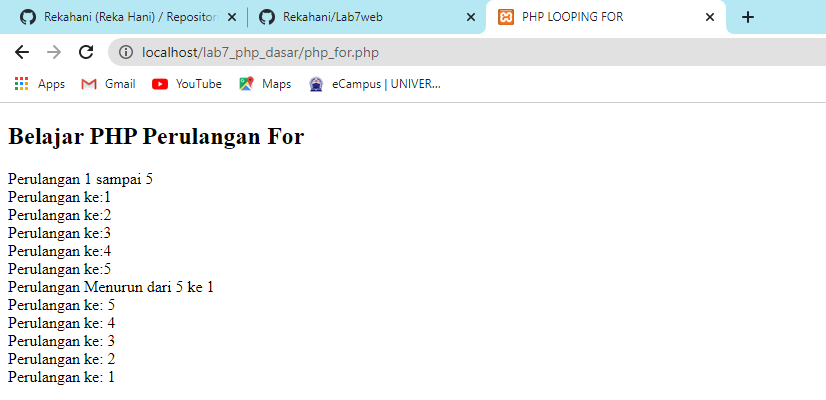 Rekahani (Reka Hani) / Repositor
Rekahani/Lab7web
PHP LOOPING FOR
localhost/lab7_php_dasar/php_for.php
Apps
Gmail
YouTube
Maps
eCampus | UNIVER...
Belajar PHP Perulangan For
Perulangan 1 sampai 5
Perulangan ke:1
Perulangan ke:2
Perulangan ke:3
Perulangan ke:4
Perulangan ke:5
Perulangan Menurun dari 5 ke 1
Perulangan ke: 5
Perulangan ke: 4
Perulangan ke: 3
Perulangan ke: 2
Perulangan ke: 1